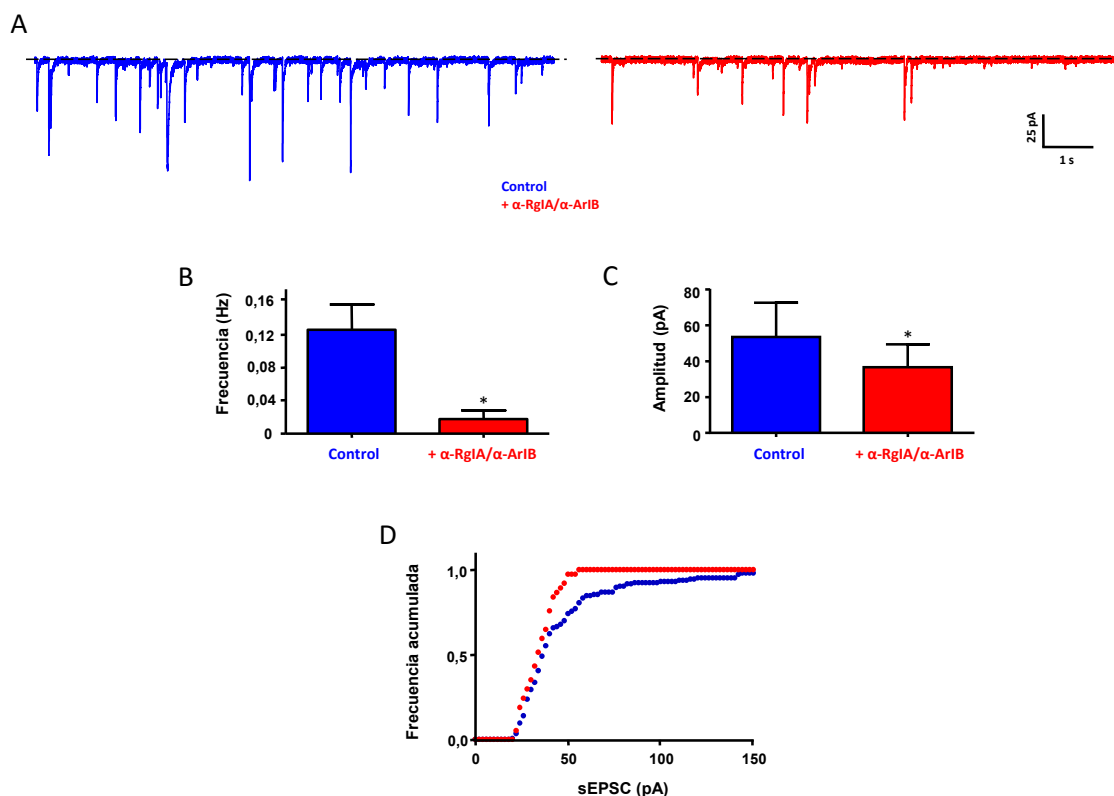 A
25 pA
1 s
Control
+ α-RgIA/α-ArIB
B
Frecuencia (Hz)
0,16
0,12
0,04
0
*
Control
+ α-RgIA/α-ArIB
C
Amplitud (pA)
80
60
40
20
0
*
Control
+ α-RgIA/α-ArIB
D
Frecuencia acumulada
1,0
0,5
0,0
0
50
100
150
sEPSC (pA)